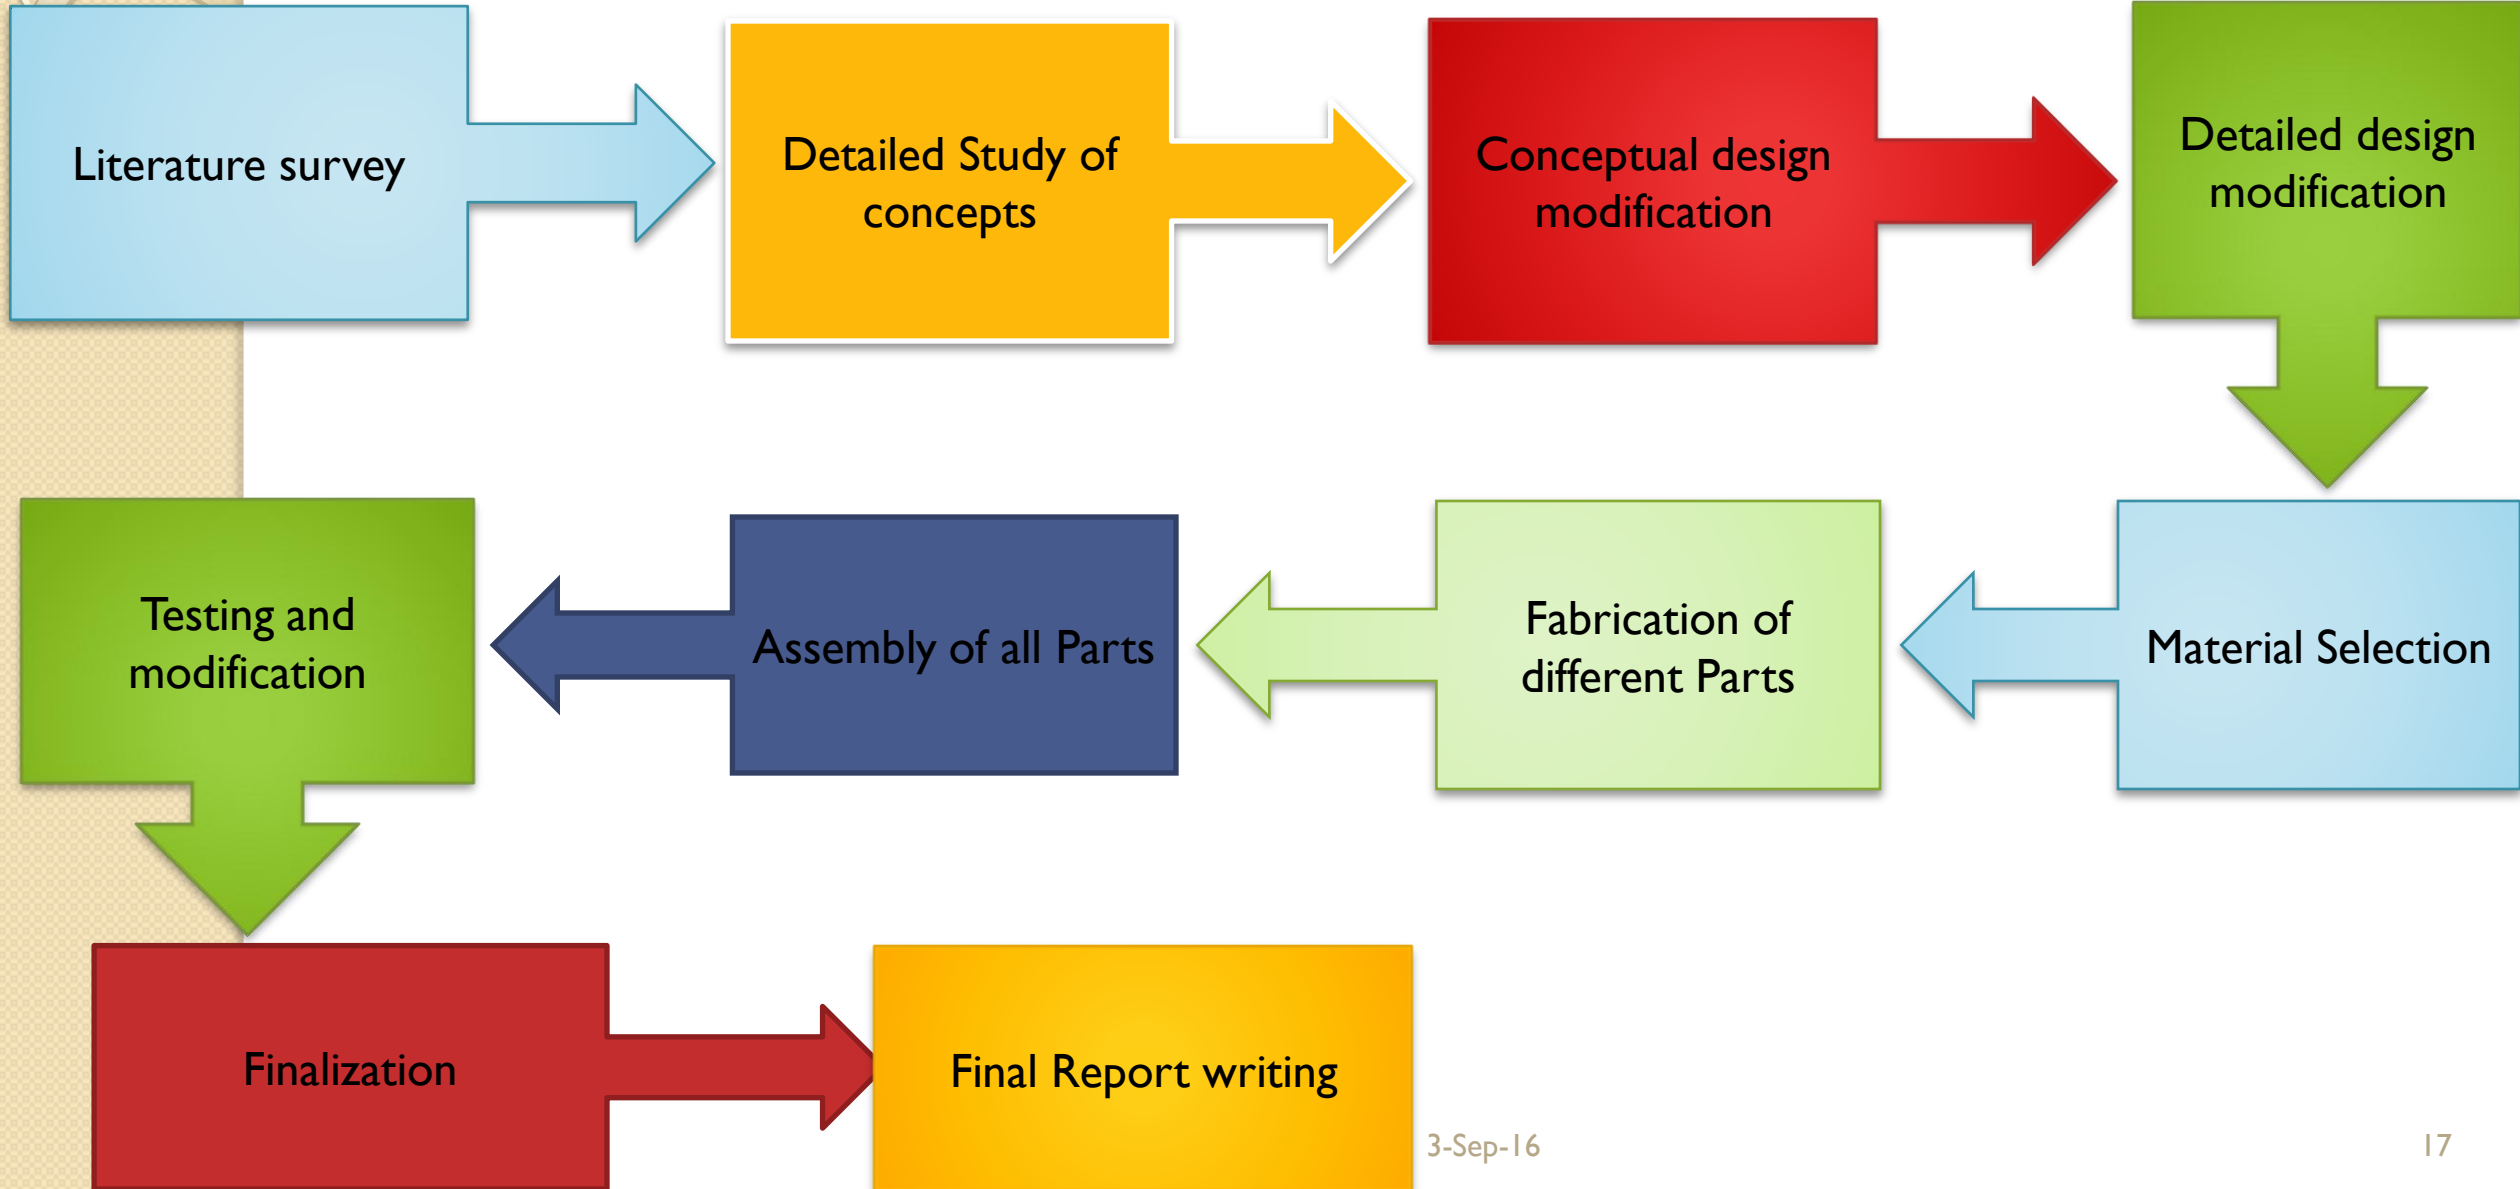 Literature survey
Detailed Study of
concepts
Conceptual design
modification
Detailed design
modification
Material Selection
Fabrication of
different Parts
Assembly of all Parts
Testing and
modification
Finalization
Final Report writing
3-Sep-16
17